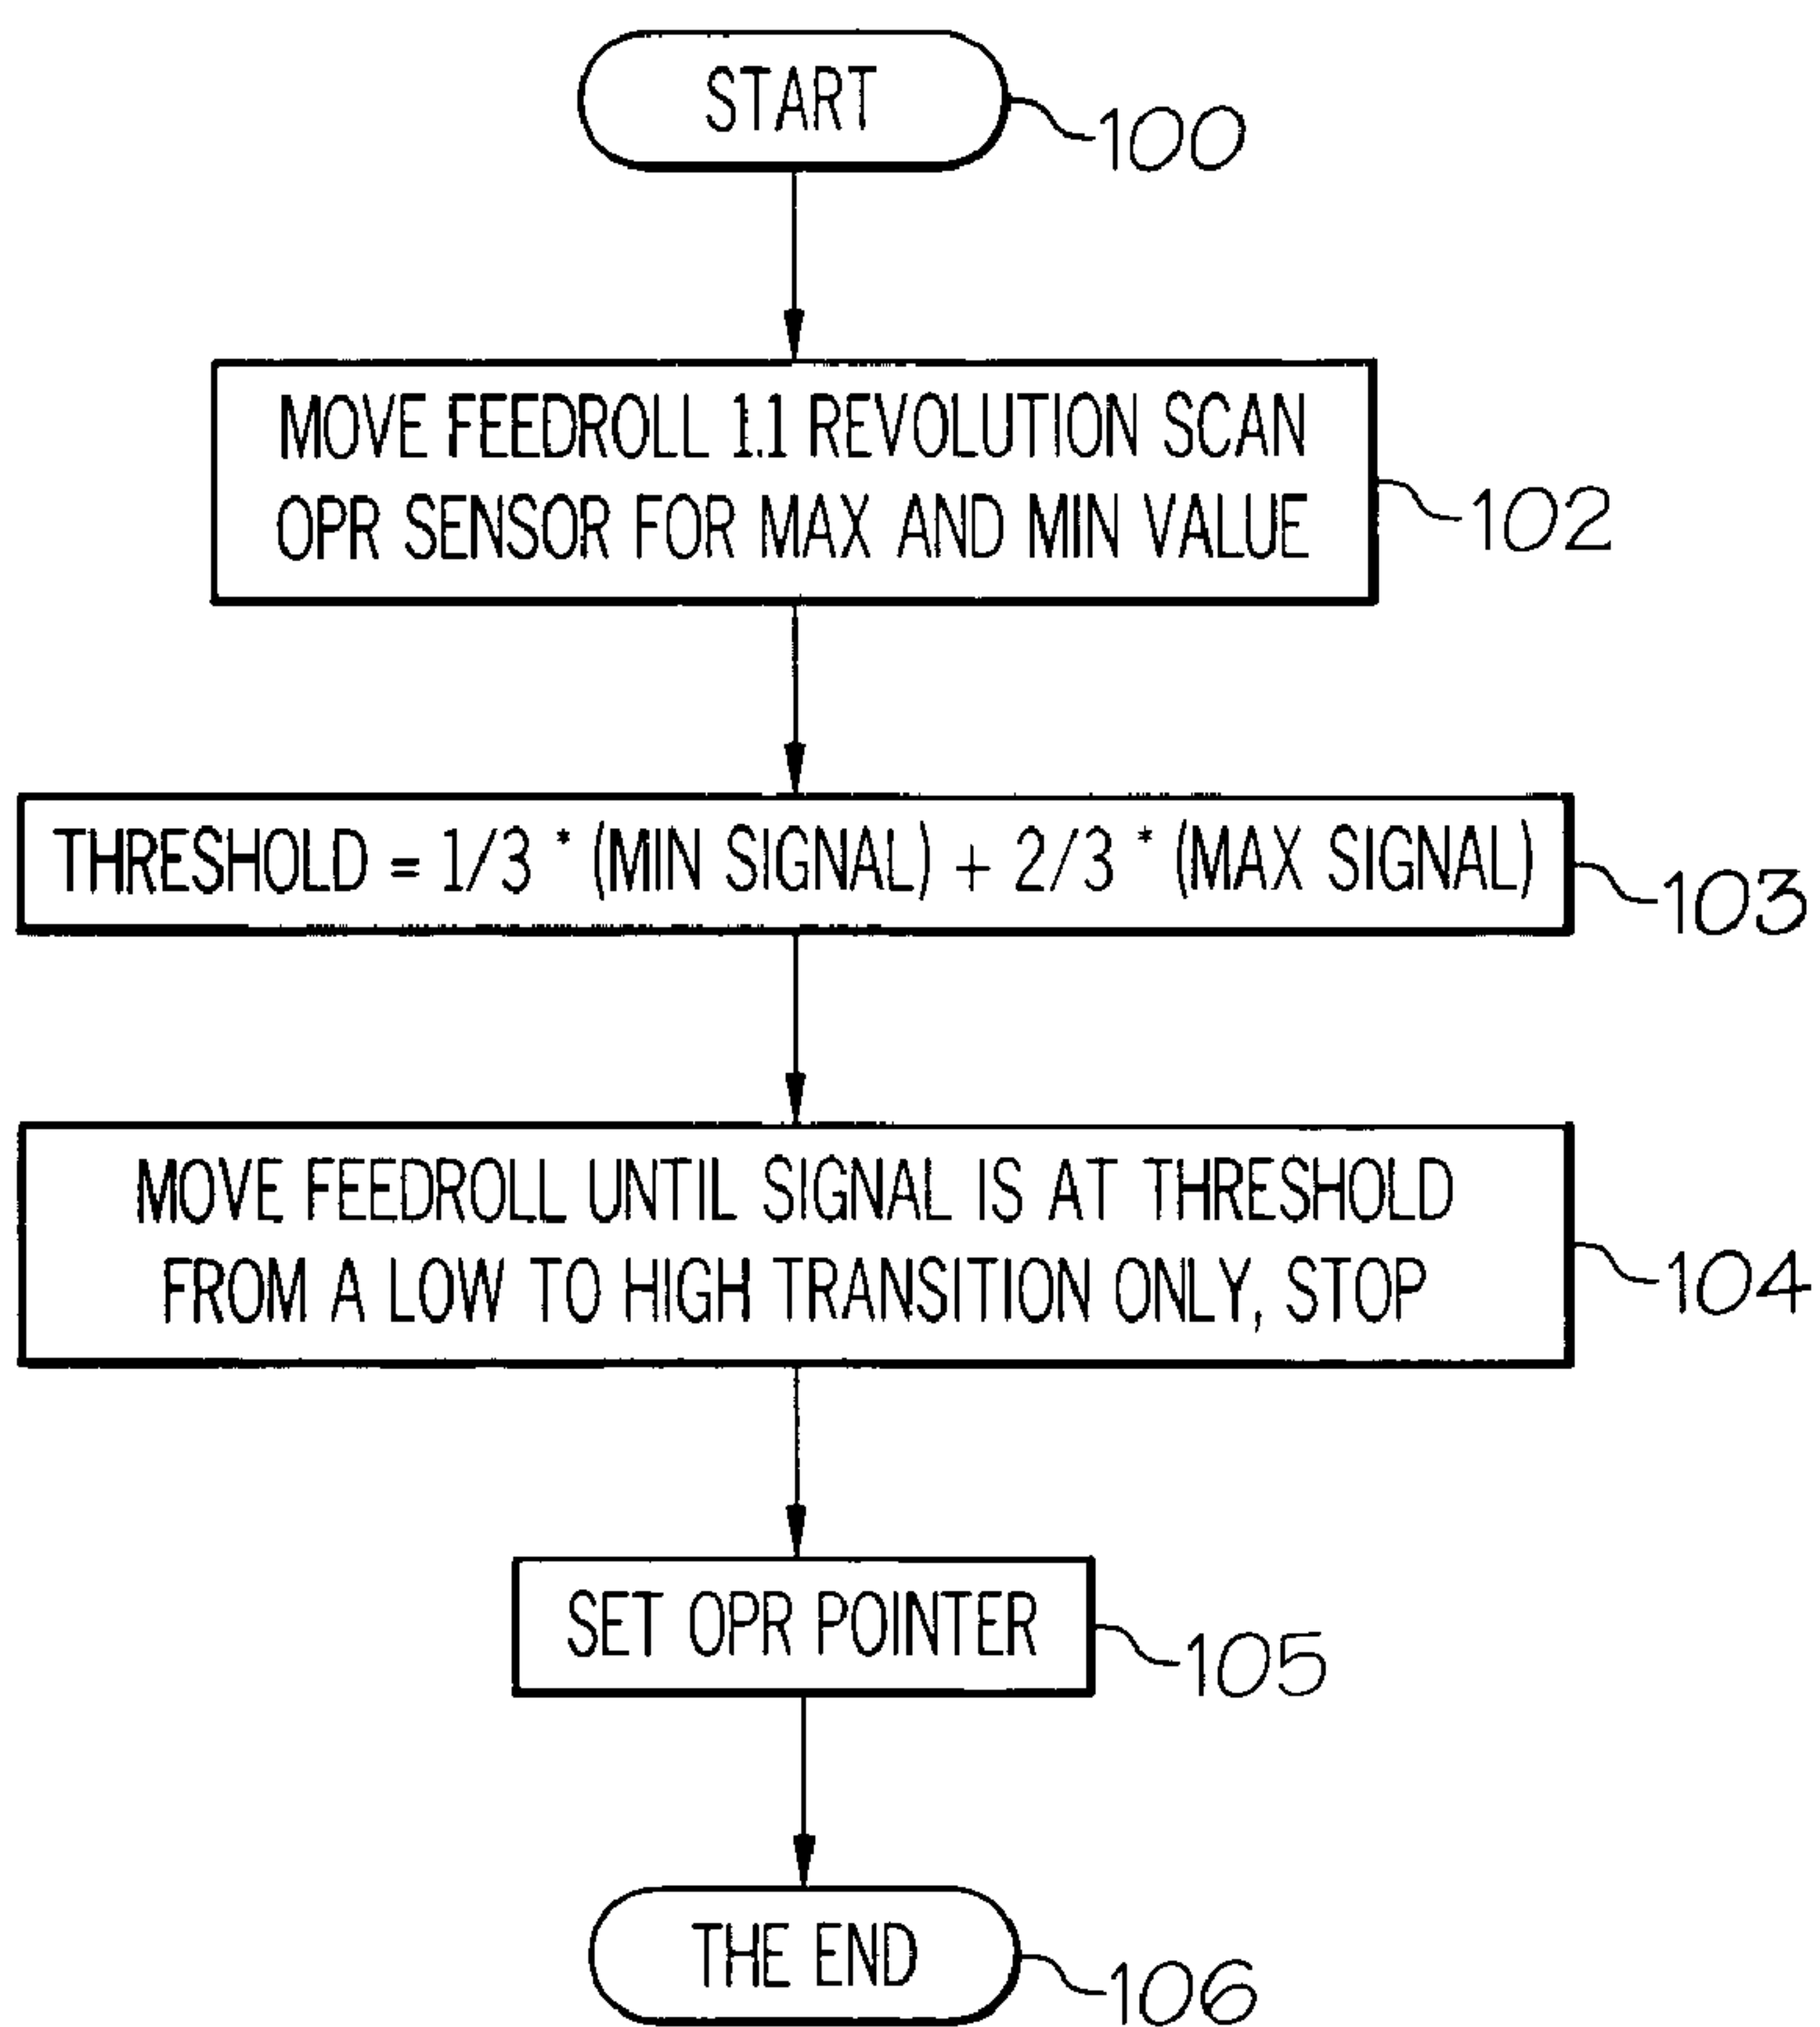 START
100
MOVE FEEDROLL 1.1 REVOLUTION SCAN
OPR SENSOR FOR MAX AND MIN VALUE
102
THRESHOLD = 1/3 * (MIN SIGNAL) + 2/3 * (MAX SIGNAL)
103
MOVE FEEDROLL UNTIL SIGNAL IS AT THRESHOLD
FROM A LOW TO HIGH TRANSITION ONLY, STOP
104
SET OPR POINTER
105
THE END
106